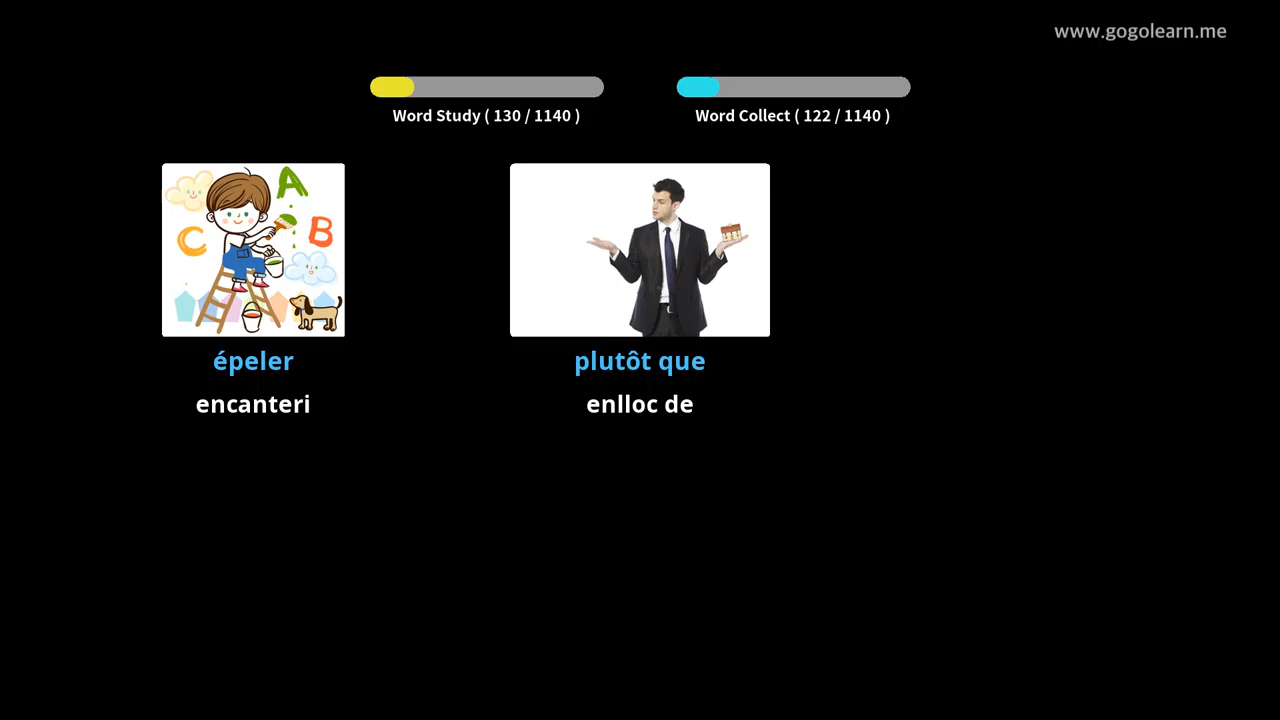 www.gogolearn.me
Word Study ( 130 / 1140 )
Word Collect ( 122 / 1140 )
A
B
C
épeler
plutôt que
encanteri
enlloc de